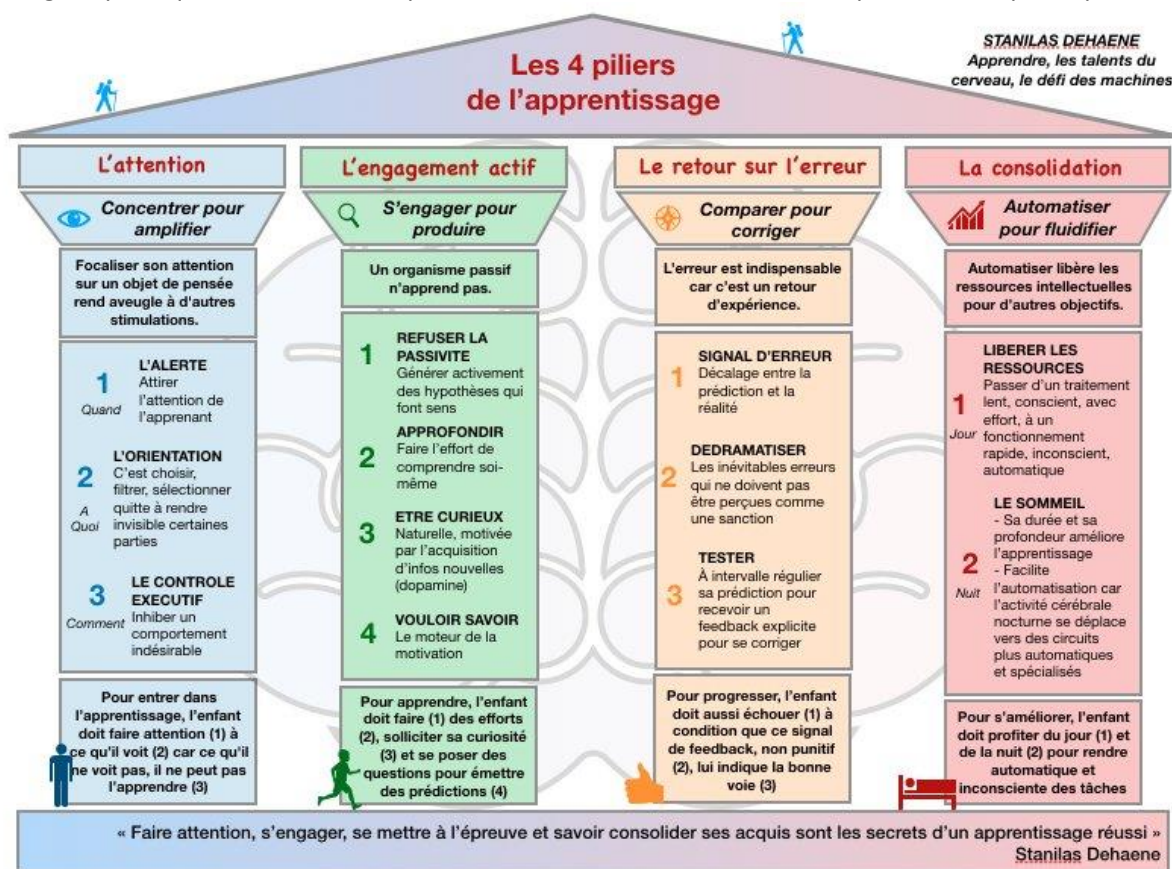 STANILAS DEHAENE
Apprendre, les talents du
cerveau, le défi des machines
Les 4 piliers
de l'apprentissage
L'attention
Concentrer pour
amplifier
Focaliser son attention
sur un objet de pensée
rend aveugle à d'autres
stimulations.
1
Quand
L'ALERTE
Attirer
l'attention de
l'apprenant
2
A
Quoi
L'ORIENTATION
C'est choisir,
filtrer, sélectionner
quitte à rendre
invisible certaines
parties
3
Comment
LE CONTROLE
EXECUTIF
Inhiber un
comportement
indésirable
Pour entrer dans
l'apprentissage, l'enfant
doit faire attention (1) à
ce qu'il voit (2) car ce qu'il
ne voit pas, il ne peut pas
l'apprendre (3)
L'engagement actif
S'engager pour
produire
Un organisme passif
n'apprend pas.
1
REFUSER LA
PASSIVITE
Générer activement
des hypothèses qui
font sens
2
APPROFONDIR
Faire l'effort de
comprendre soi-
même
3
ETRE CURIEUX
Naturelle, motivée
par l'acquisition
d'infos nouvelles
(dopamine)
4
VOULOIR SAVOIR
Le moteur de la
motivation
Pour apprendre, l'enfant
doit faire (1) des efforts
(2), solliciter sa curiosité
(3) et se poser des
questions pour émettre
des prédictions (4)
Le retour sur l'erreur
Comparer pour
corriger
L'erreur est indispensable
car c'est un retour
d'expérience.
1
SIGNAL D'ERREUR
Décalage entre la
prédiction et la
réalité
2
DEDRAMATISER
Les inévitables erreurs
qui ne doivent pas
être perçues comme
une sanction
3
TESTER
À intervalle régulier
sa prédiction pour
recevoir un
feedback explicite
pour se corriger
Pour progresser, l'enfant
doit aussi échouer (1) à
condition que ce signal
de feedback, non punitif
(2), lui indique la bonne
voie (3)
La consolidation
Automatiser
pour fluidifier
Automatiser libère les
ressources intellectuelles
pour d'autres objectifs.
1
Jour
LIBERER LES
RESSOURCES
Passer d'un traitement
lent, conscient, avec
effort, à un
fonctionnement
rapide, inconscient,
automatique
2
Nuit
LE SOMMEIL
- Sa durée et sa
profondeur améliore
l'apprentissage
- Facilite
l'automatisation car
l'activité cérébrale
nocturne se déplace
vers des circuits
plus automatiques
et spécialisés
Pour s'améliorer, l'enfant
doit profiter du jour (1) et
de la nuit (2) pour rendre
automatique et
inconsciente des tâches
« Faire attention, s'engager, se mettre à l'épreuve et savoir consolider ses acquis sont les secrets d'un apprentissage réussi »
Stanilas Dehaene